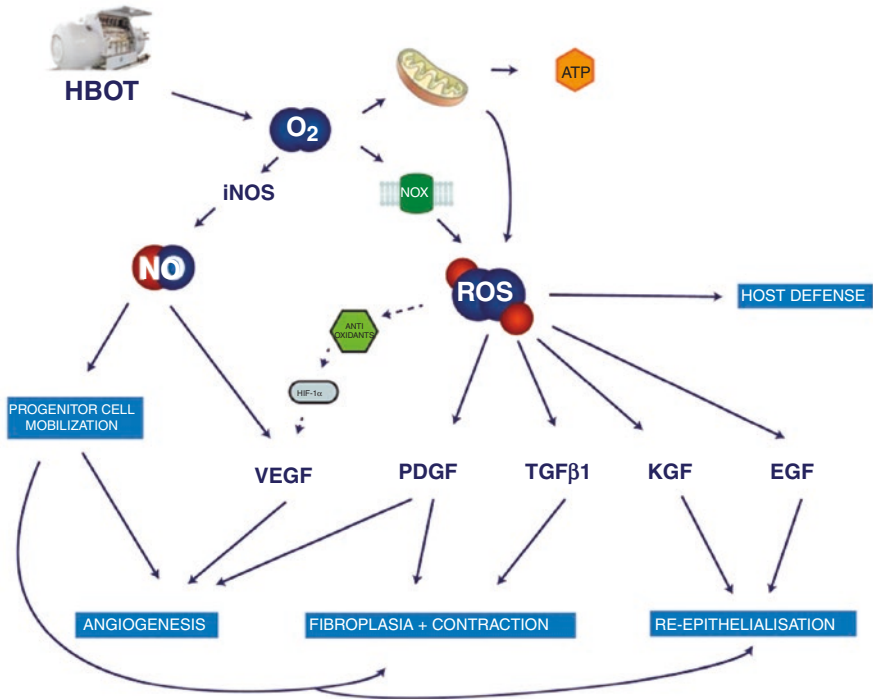 HBOT
O2
ATP
iNOS
NOX
NO
ROS
HOST DEFENSE
ANTI
OXIDANTS
HIF-1α
PROGENITOR CELL
MOBILIZATION
VEGF
PDGF
TGFβ1
KGF
EGF
ANGIOGENESIS
FIBROPLASIA + CONTRACTION
RE-EPITHELIALISATION